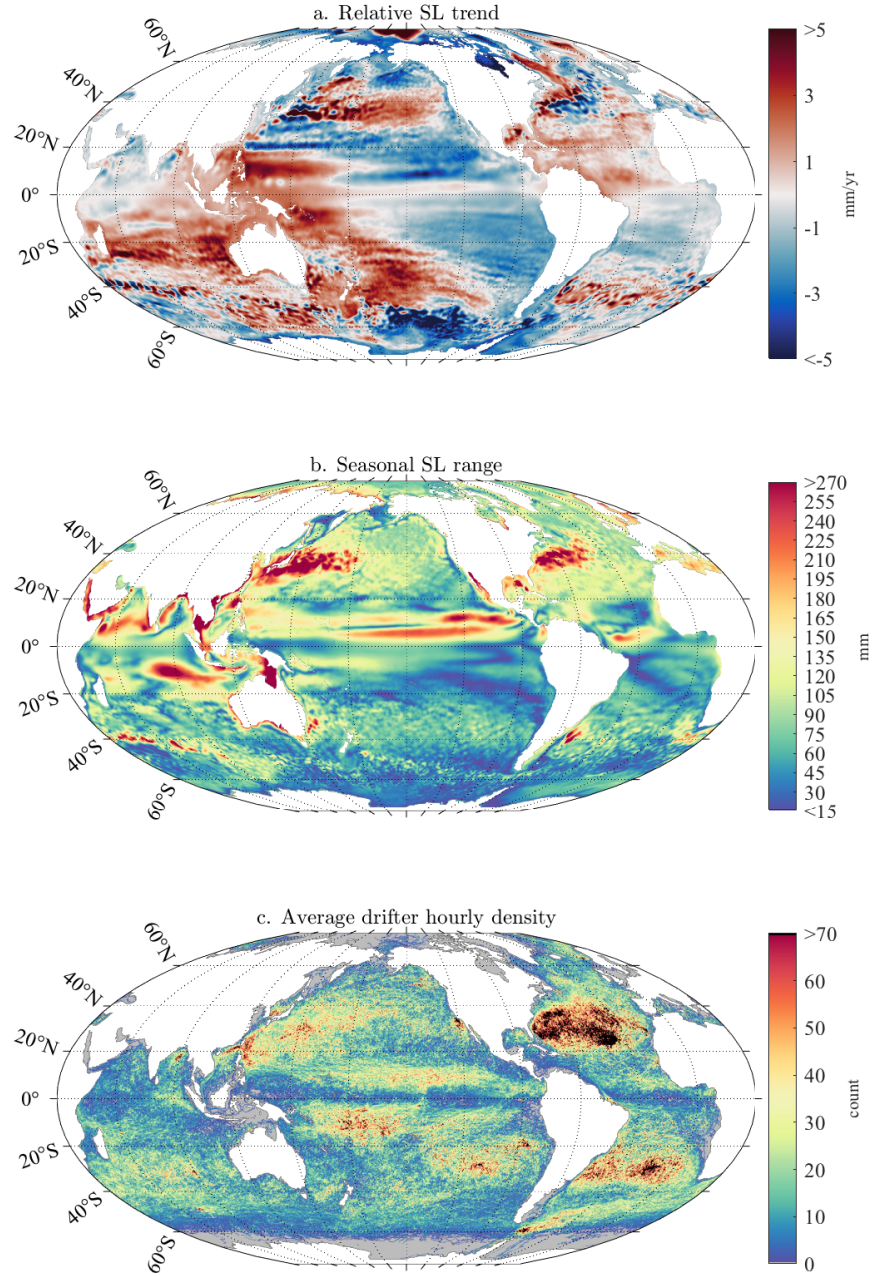 a. Relative SL trend
60°N
40°N
20°N
0°
20°S
40°S
60°S
>5
3
1
-1
-3
<-5
mm/yr
b. Seasonal SL range
60°N
40°N
20°N
0°
20°S
40°S
60°S
>270
255
240
225
210
195
180
165
150
135
120
105
90
75
60
45
30
<15
mm
c. Average drifter hourly density
60°N
40°N
20°N
0°
20°S
40°S
60°S
>70
60
50
40
30
20
10
0
count